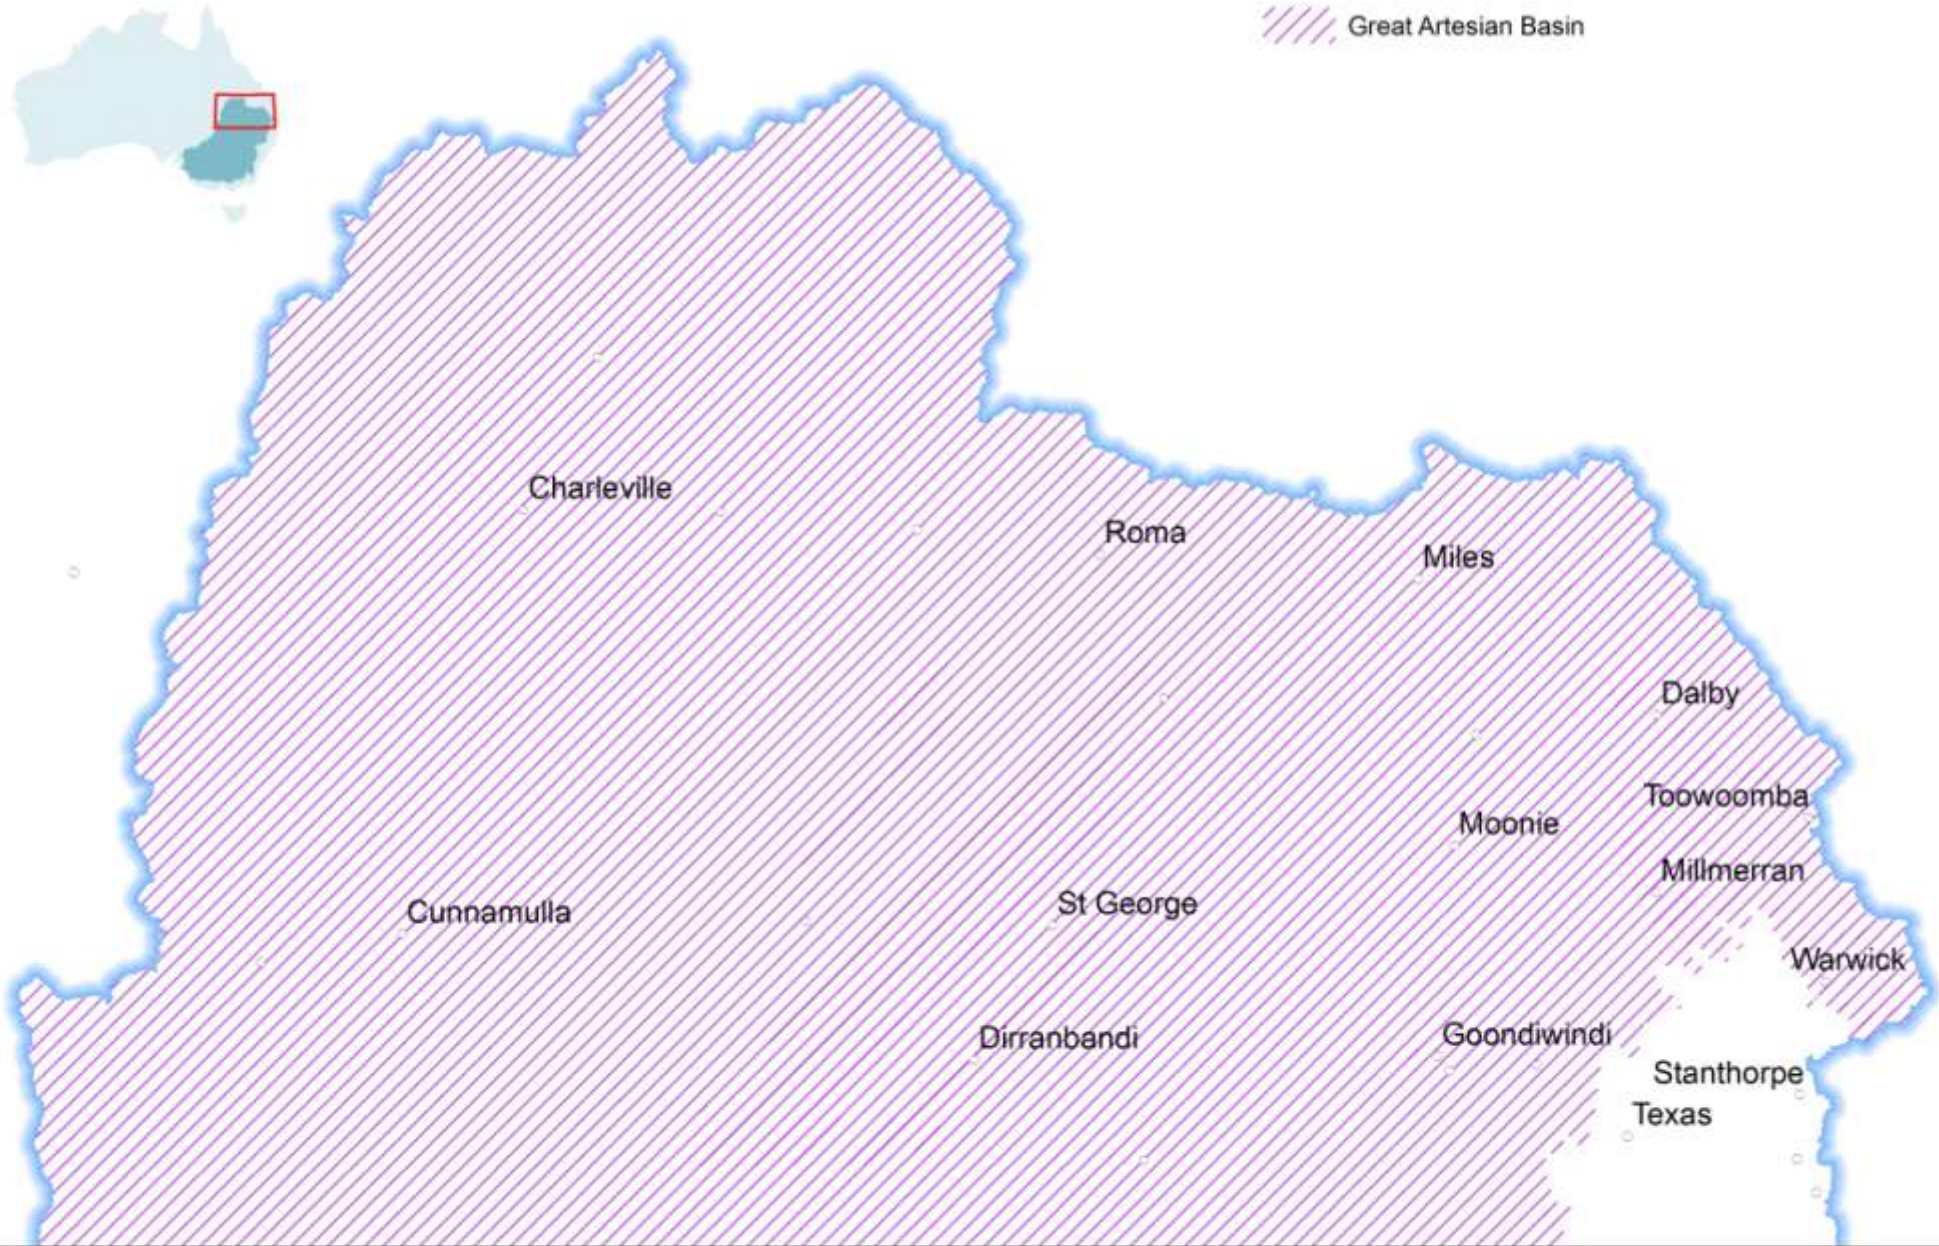 Great Artesian Basin
Charleville
Roma
Miles
Dalby
Toowoomba
Moonie
Millmerran
St George
Cunnamulla
Warwick
Goondiwindi
Dirranbandi
Stanthorpe
Texas